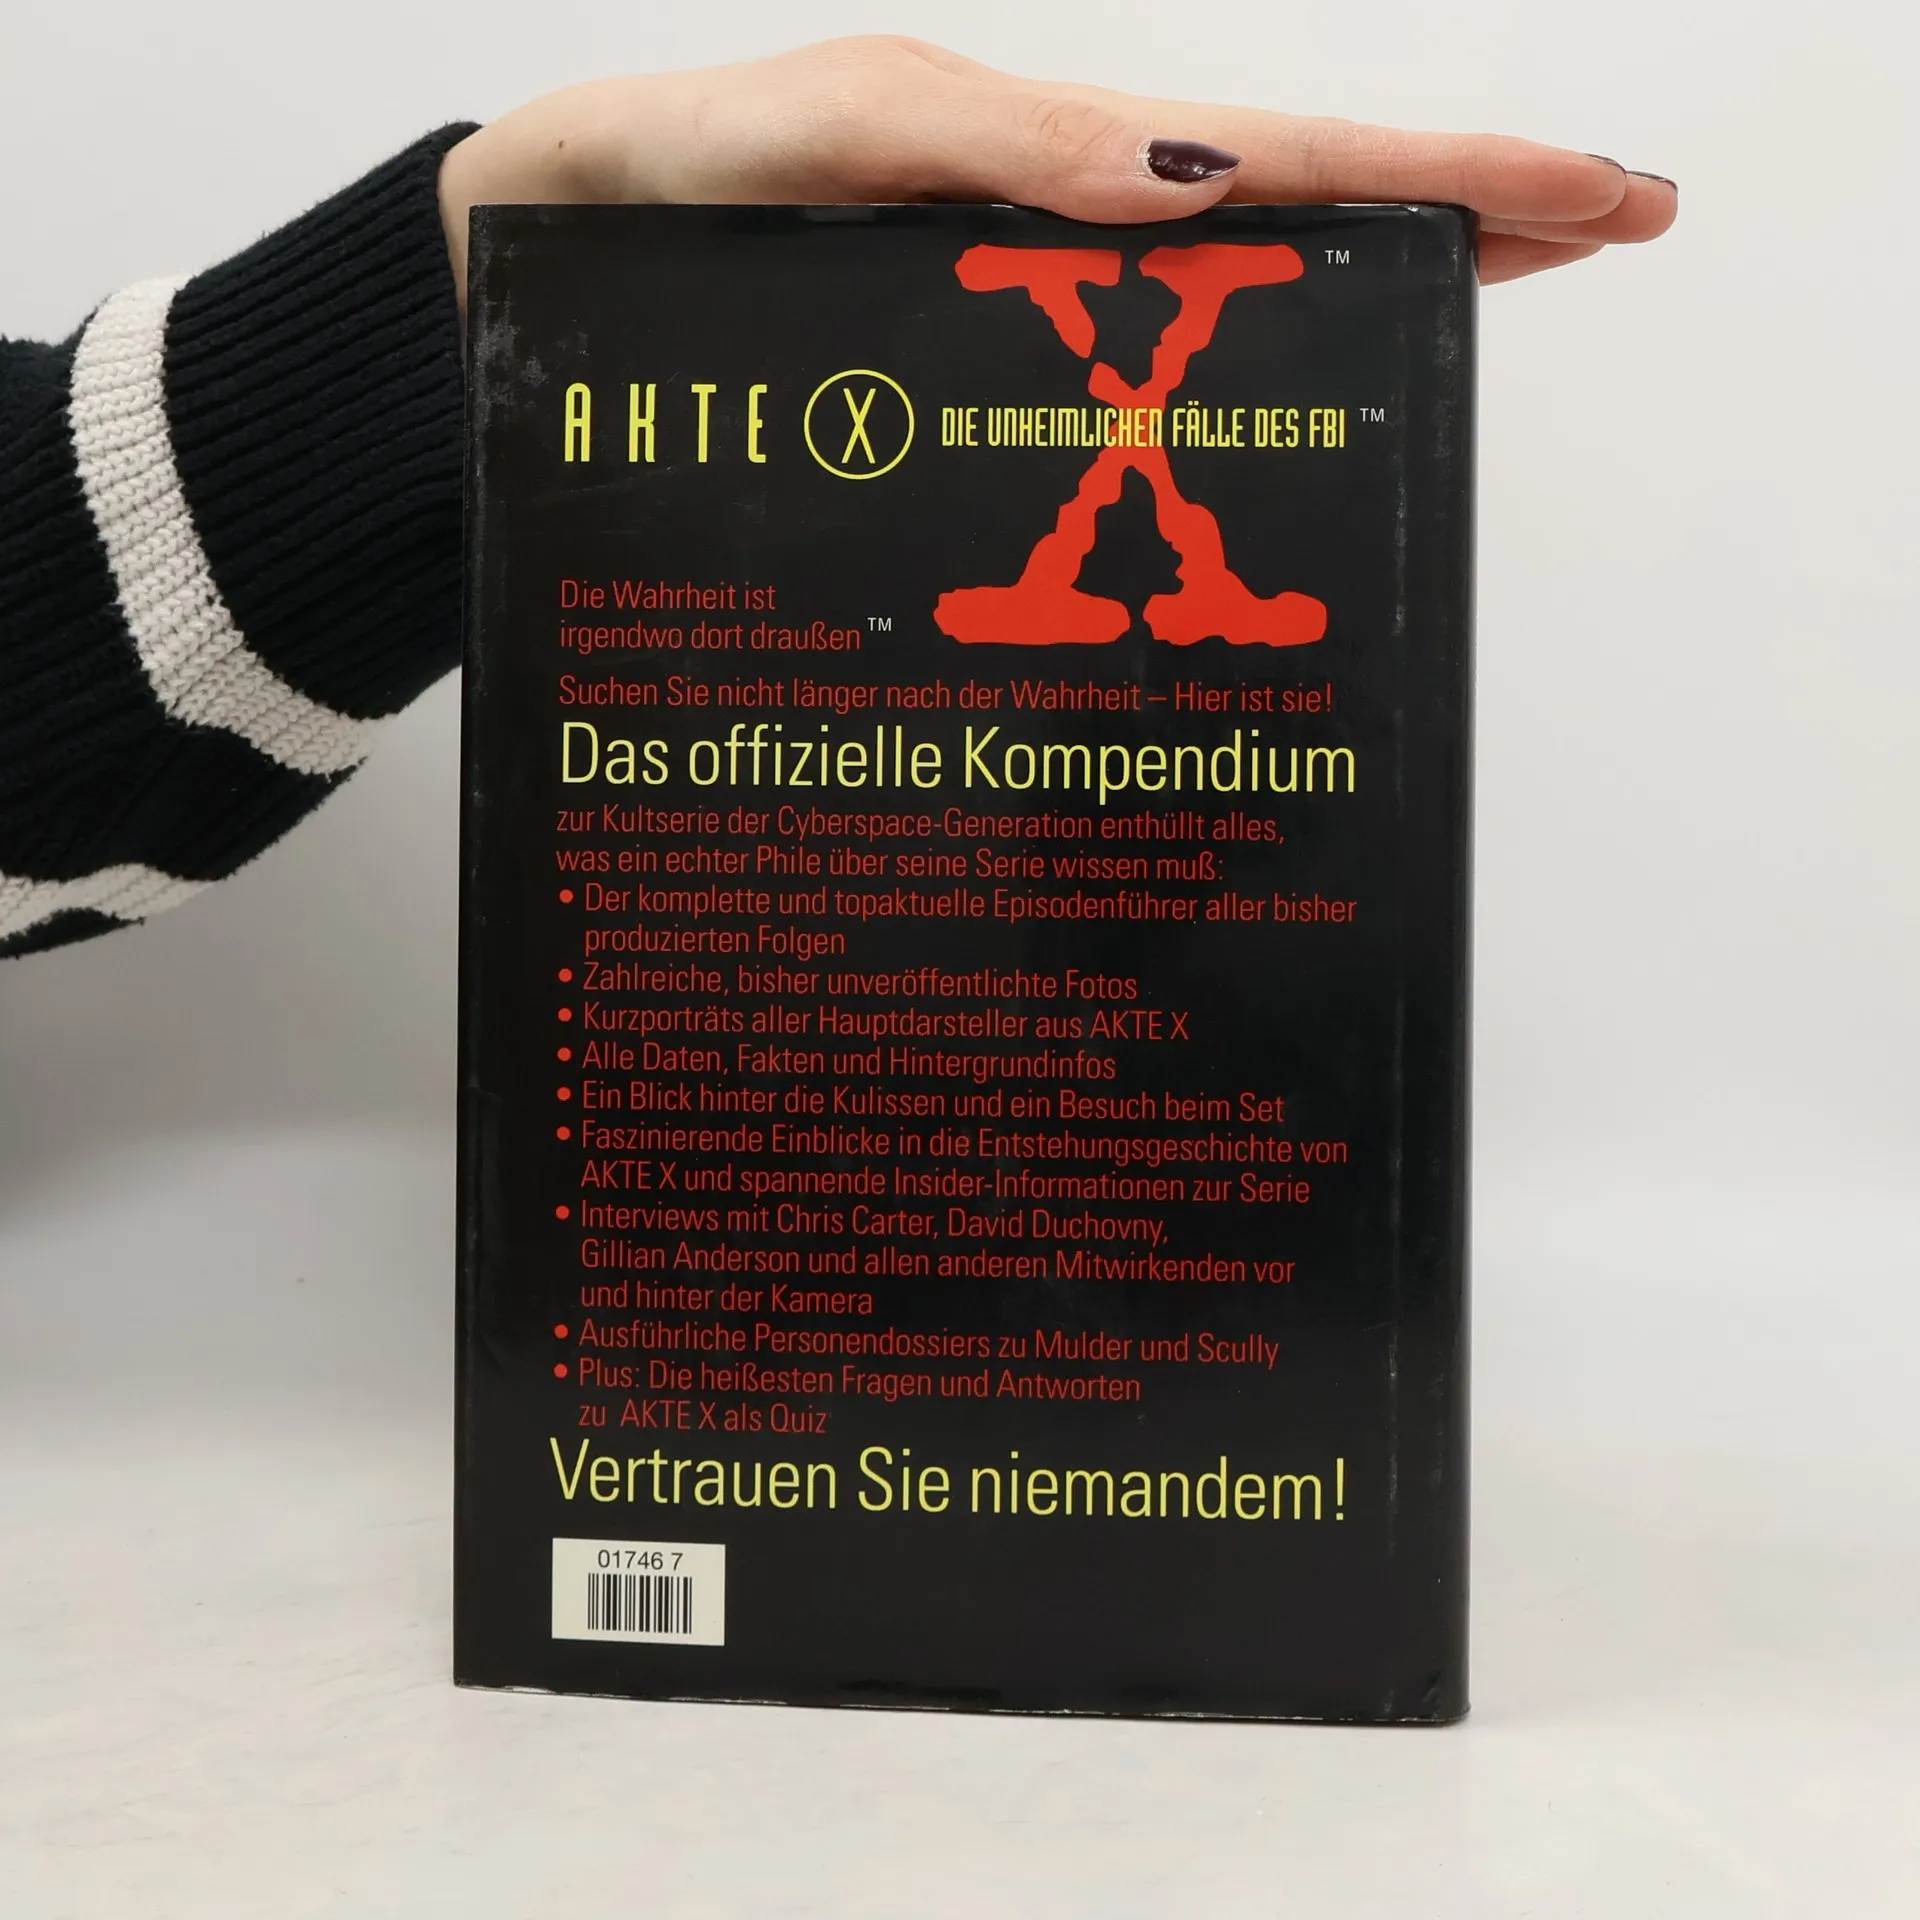 X™
AKTE X DIE UNHEIMLICHEN FÄLLE DES FBI™
Die Wahrheit ist
irgendwo dort draußen™
Suchen Sie nicht länger nach der Wahrheit – Hier ist sie!
Das offizielle Kompendium
zur Kultserie der Cyberspace-Generation enthüllt alles,
was ein echter Phile über seine Serie wissen muß:
• Der komplette und topaktuelle Episodenführer aller bisher
produzierten Folgen
• Zahlreiche, bisher unveröffentlichte Fotos
• Kurzporträts aller Hauptdarsteller aus AKTE X
• Alle Daten, Fakten und Hintergrundinfos
• Ein Blick hinter die Kulissen und ein Besuch beim Set
• Faszinierende Einblicke in die Entstehungsgeschichte von
AKTE X und spannende Insider-Informationen zur Serie
• Interviews mit Chris Carter, David Duchovny,
Gillian Anderson und allen anderen Mitwirkenden vor
und hinter der Kamera
• Ausführliche Personendossiers zu Mulder und Scully
• Plus: Die heißesten Fragen und Antworten
zu AKTE X als Quiz
Vertrauen Sie niemandem!
01746 7